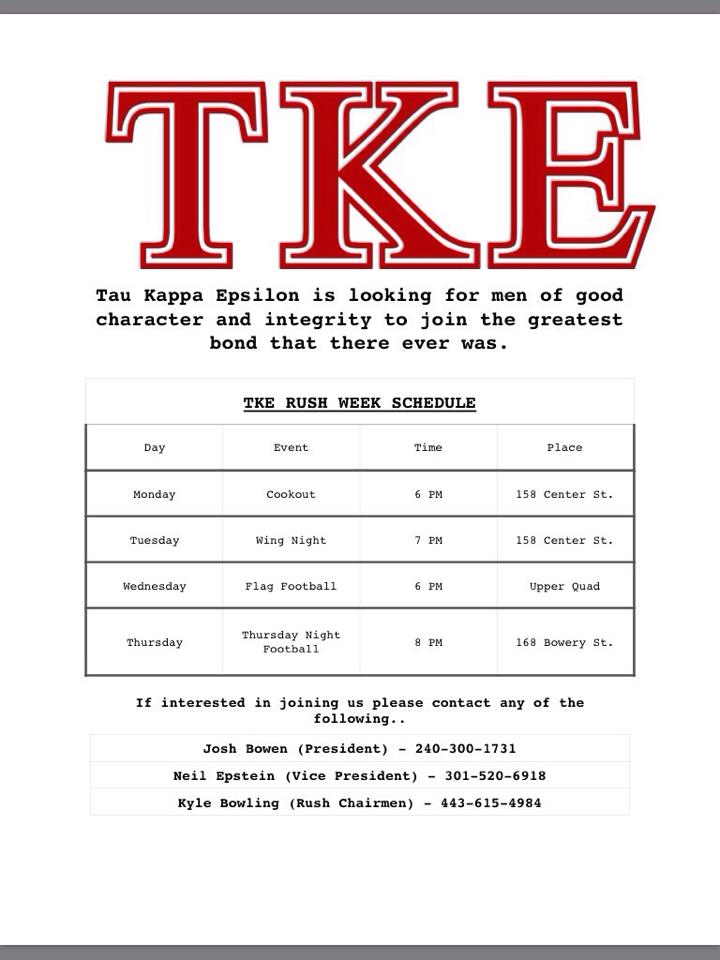 TKE
Tau Kappa Epsilon is looking for men of good
character and integrity to join the greatest
bond that there ever was.
TKE RUSH WEEK SCHEDULE
Day Event Time Place
Monday Cookout 6 PM 158 Center St.
Tuesday Wing Night 7 PM 158 Center St.
Wednesday Flag Football 6 PM Upper Quad
Thursday Thursday Night Football 8 PM 168 Bowery St.
If interested in joining us please contact any of the
following..
Josh Bowen (President) - 240-300-1731
Neil Epstein (Vice President) - 301-520-6918
Kyle Bowling (Rush Chairmen) - 443-615-4984